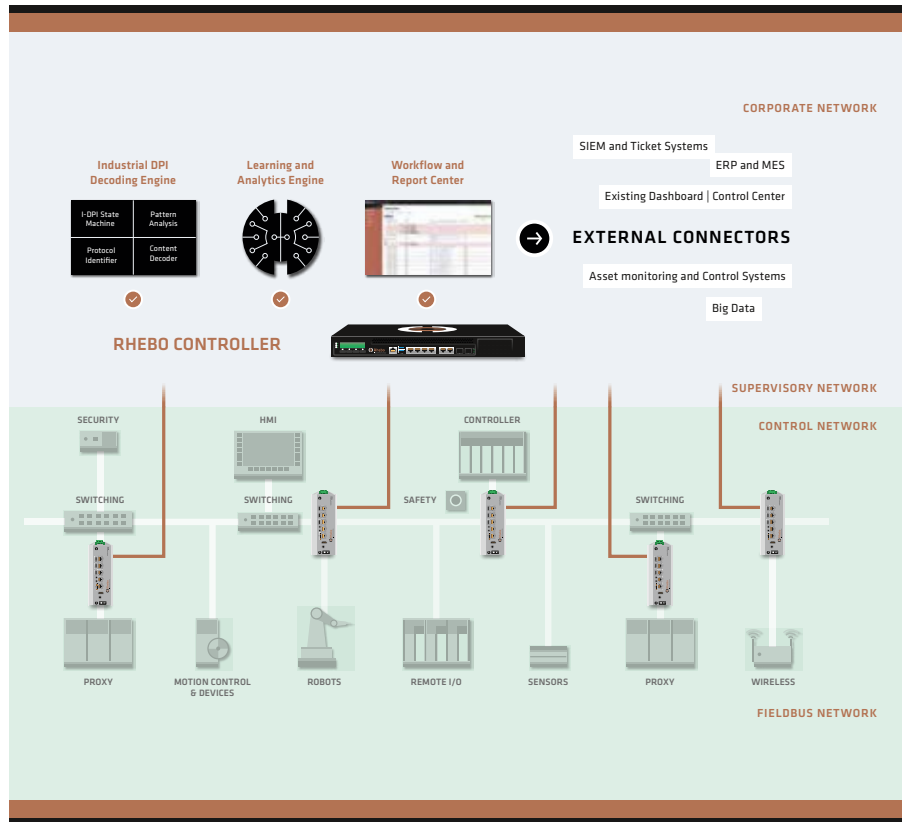 CORPORATE NETWORK
SIEM and Ticket Systems
ERP and MES
Existing Dashboard | Control Center
EXTERNAL CONNECTORS
Asset monitoring and Control Systems
Big Data
Industrial DPI
Decoding Engine
I-DPI State
Machine
Pattern
Analysis
Protocol
Identifier
Content
Decoder
Learning and
Analytics Engine
Workflow and
Report Center
RHEBO CONTROLLER
SUPERVISORY NETWORK
CONTROL NETWORK
SECURITY
HMI
CONTROLLER
SWITCHING
SWITCHING
SAFETY
SWITCHING
PROXY
MOTION CONTROL
& DEVICES
ROBOTS
REMOTE I/O
SENSORS
PROXY
WIRELESS
FIELDBUS NETWORK